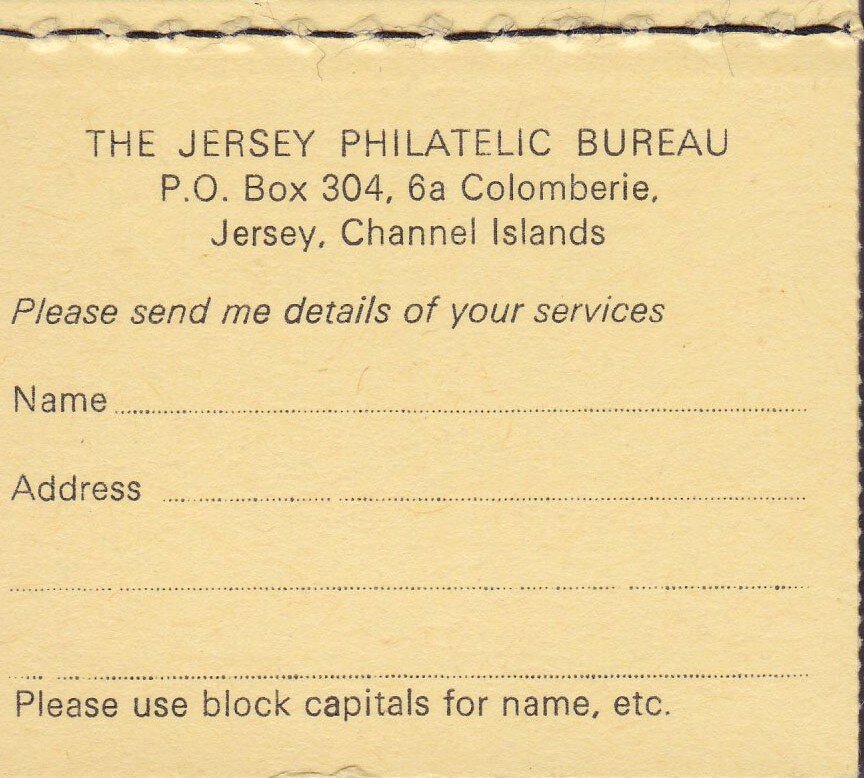 THE JERSEY PHILATELIC BUREAU
P.O. Box 304, 6a Colomberie,
Jersey, Channel Islands
Please send me details of your services
Name
Address
Please use block capitals for name, etc.